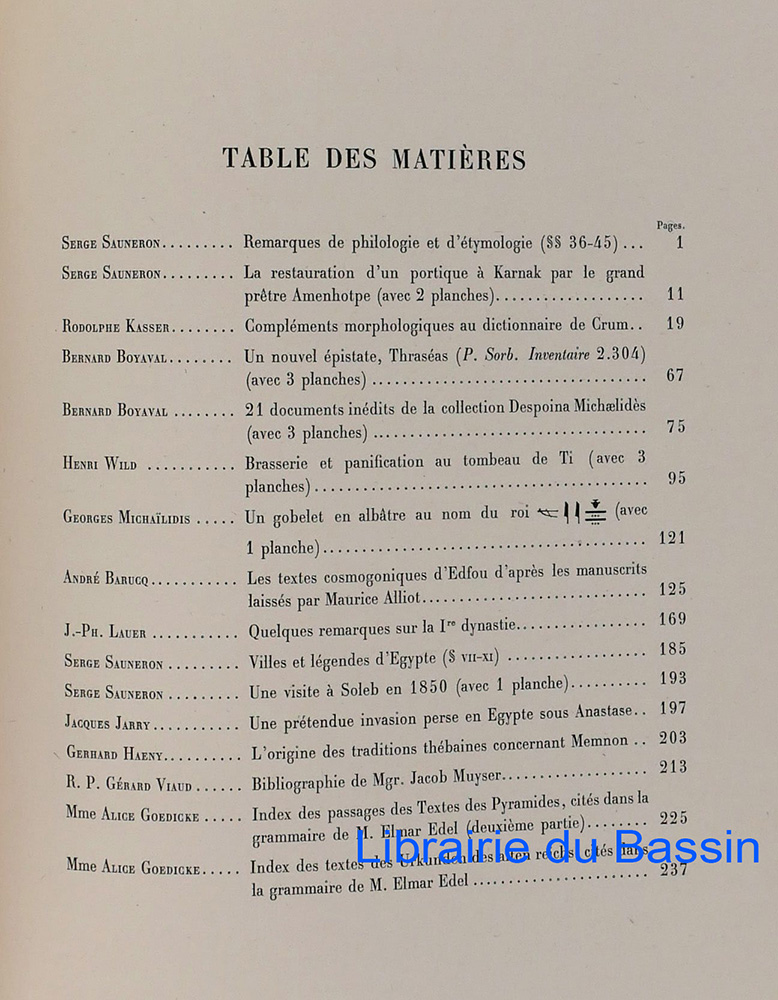 TABLE DES MATIÈRES
Pages.
SERGE SAUNERON......... Remarques de philologie et d'étymologie (§§ 36-45) ... 1
SERGE SAUNERON......... La restauration d'un portique à Karnak par le grand
prêtre Amenhotpe (avec 2 planches)................... 11
RODOLPHE KASSER........ Compléments morphologiques au dictionnaire de Crum.. 19
BERNARD BOYAVAL........ Un nouvel épistate, Thraséas (P. Sorb. Inventaire 2.304)
(avec 3 planches) .................................. 67
BERNARD BOYAVAL ........ 21 documents inédits de la collection Despoina Michælidès
(avec 3 planches) .................................. 75
HENRI WILD ........... Brasserie et panification au tombeau de Ti (avec 3
planches)......................................... 95
GEORGES MICHAÏLIDIS ..... Un gobelet en albâtre au nom du roi (avec
1 planche)........................................ 121
ANDRÉ BARUCQ........... Les textes cosmogoniques d'Edfou d'après les manuscrits
laissés par Maurice Alliot............................ 125
J.-PH. LAUER ........... Quelques remarques sur la Ire dynastie................. 169
SERGE SAUNERON ......... Villes et légendes d'Egypte (§ VII-XI) .................. 185
SERGE SAUNERON ......... Une visite à Soleb en 1850 (avec 1 planche).......... 193
JACQUES JARRY........... Une prétendue invasion perse en Egypte sous Anastase.. 197
GERHARD HAENY.......... L'origine des traditions thébaines concernant Memnon .. 203
R. P. GÉRARD VIAUD ...... Bibliographie de Mgr. Jacob Muyser................... 213
Mme ALICE GOEDICKE ..... Index des passages des Textes des Pyramides, cités dans la
grammaire de M. Elmar Edel (deuxième partie)........ 225
Mme ALICE GOEDICKE..... Index des textes des Urkunden des alten reichs, cités dans
la grammaire de M. Elmar Edel ....................... 237
Librairie du Bassin